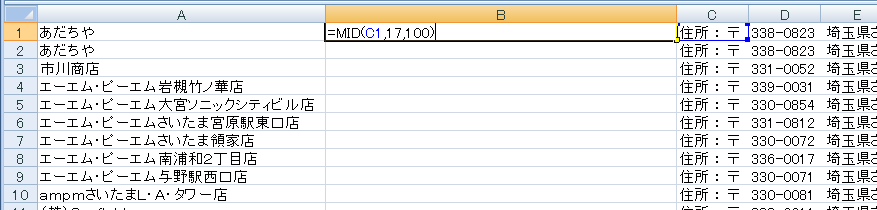 A B C D E
1 あだちや =MID(C1,17,100) 住所：〒 338-0823 埼玉県さ
2 あだちや 住所：〒 338-0823 埼玉県さ
3 市川商店 住所：〒 331-0052 埼玉県さ
4 エーエム・ピーエム岩槻竹ノ華店 住所：〒 339-0031 埼玉県さ
5 エーエム・ピーエム大宮ソニックシティビル店 住所：〒 330-0854 埼玉県さ
6 エーエム・ピーエムさいたま宮原駅東口店 住所：〒 331-0812 埼玉県さ
7 エーエム・ピーエムさいたま領家店 住所：〒 330-0072 埼玉県さ
8 エーエム・ピーエム南浦和2丁目店 住所：〒 336-0017 埼玉県さ
9 エーエム・ピーエム与野駅西口店 住所：〒 330-0071 埼玉県さ
10 ａｍｐｍさいたまL・A・タワー店 住所：〒 330-0081 埼玉県さ